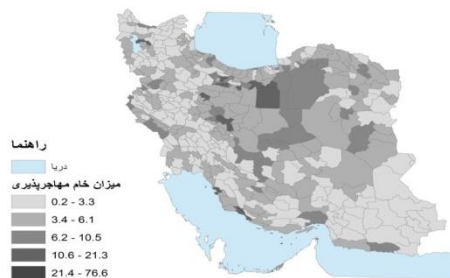 راهنما
دریا
میزان خام مهاجرپذیری
0.2 - 3.3
3.4 - 6.1
6.2 - 10.5
10.6 - 21.3
21.4 - 76.6